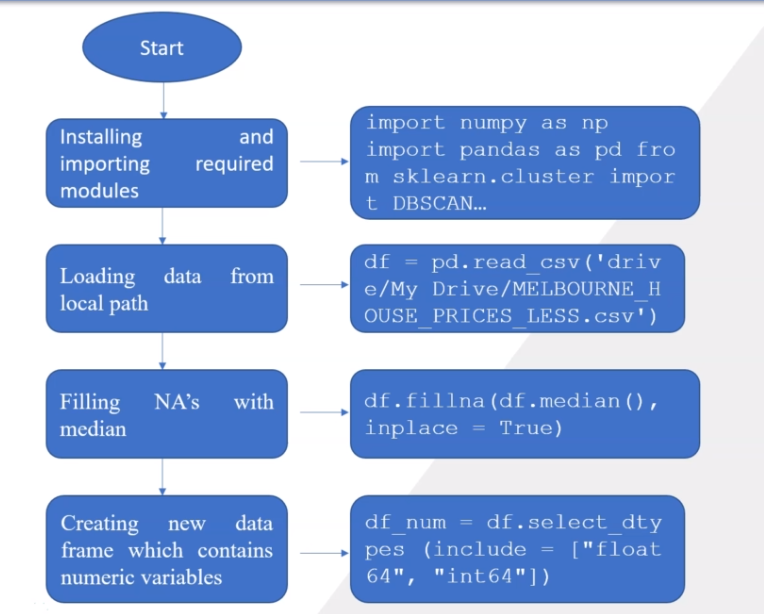 Start
Installing and
importing required
modules
import numpy as np
import pandas as pd fro
m sklearn.cluster impor
t DBSCAN…
Loading data from
local path
df = pd.read_csv('driv
e/My Drive/MELBOURNE_H
OUSE_PRICES_LESS.csv')
Filling NA’s with
median
df.fillna(df.median(),
inplace = True)
Creating new data
frame which contains
numeric variables
df_num = df.select_dty
pes (include = ["float
64", "int64"])